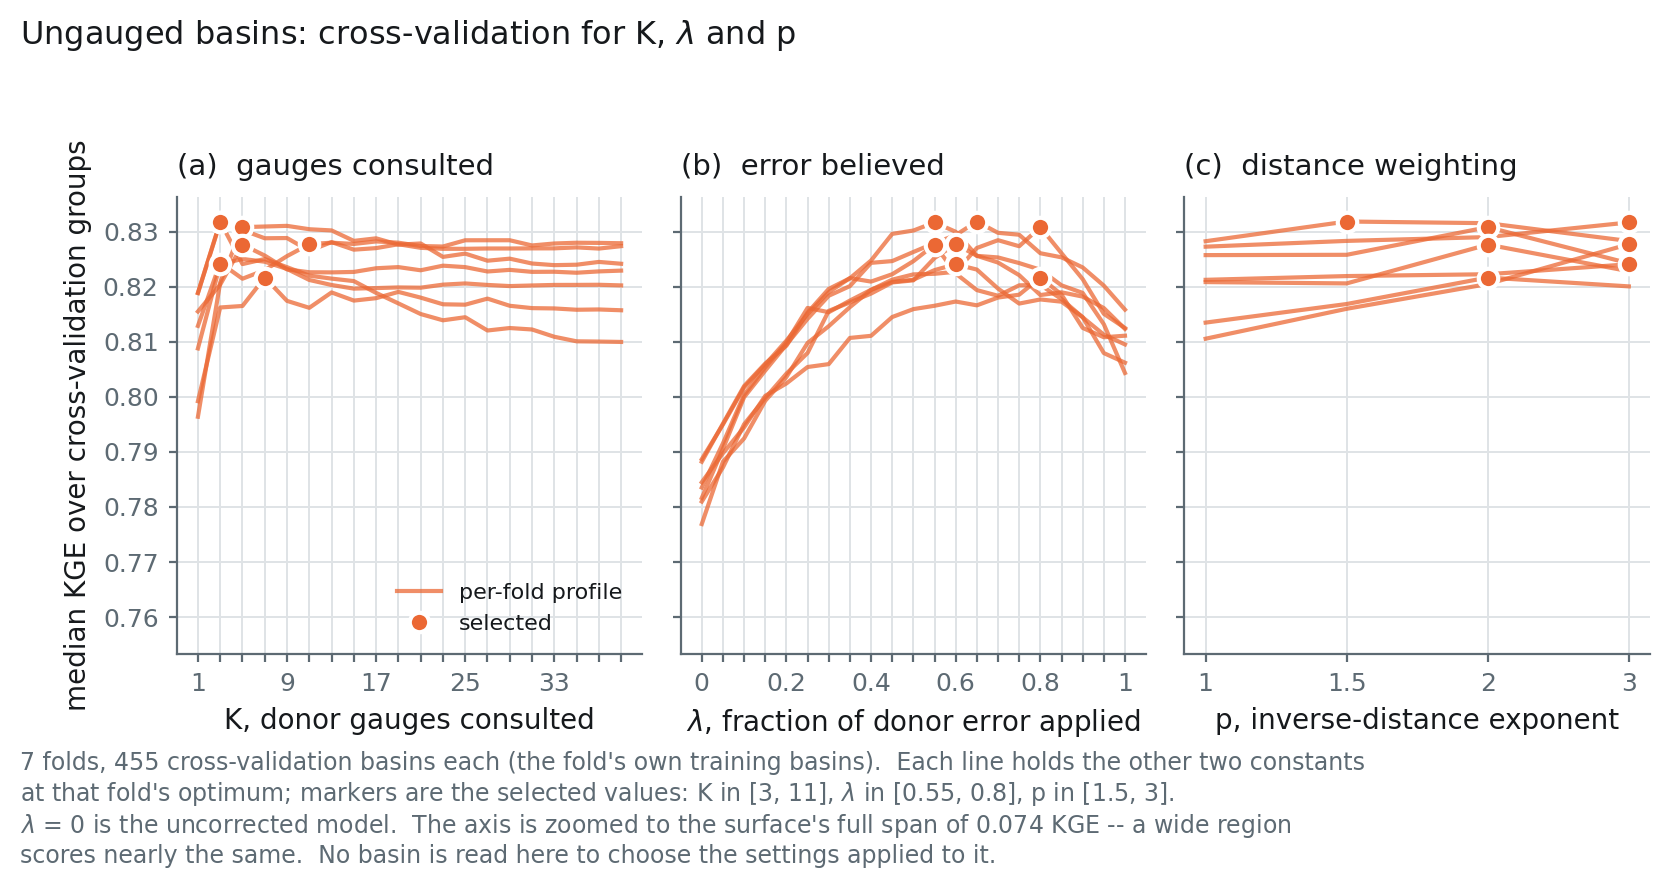 Ungauged basins: cross-validation for K, λ and p
(a)  gauges consulted
(b)  error believed
(c)  distance weighting
median KGE over cross-validation groups
0.83
0.82
0.81
0.80
0.79
0.78
0.77
0.76
per-fold profile
selected
1 9 17 25 33
0 0.2 0.4 0.6 0.8 1
1 1.5 2 3
K, donor gauges consulted
λ, fraction of donor error applied
p, inverse-distance exponent
7 folds, 455 cross-validation basins each (the fold's own training basins).  Each line holds the other two constants
at that fold's optimum; markers are the selected values: K in [3, 11], λ in [0.55, 0.8], p in [1.5, 3].
λ = 0 is the uncorrected model.  The axis is zoomed to the surface's full span of 0.074 KGE -- a wide region
scores nearly the same.  No basin is read here to choose the settings applied to it.